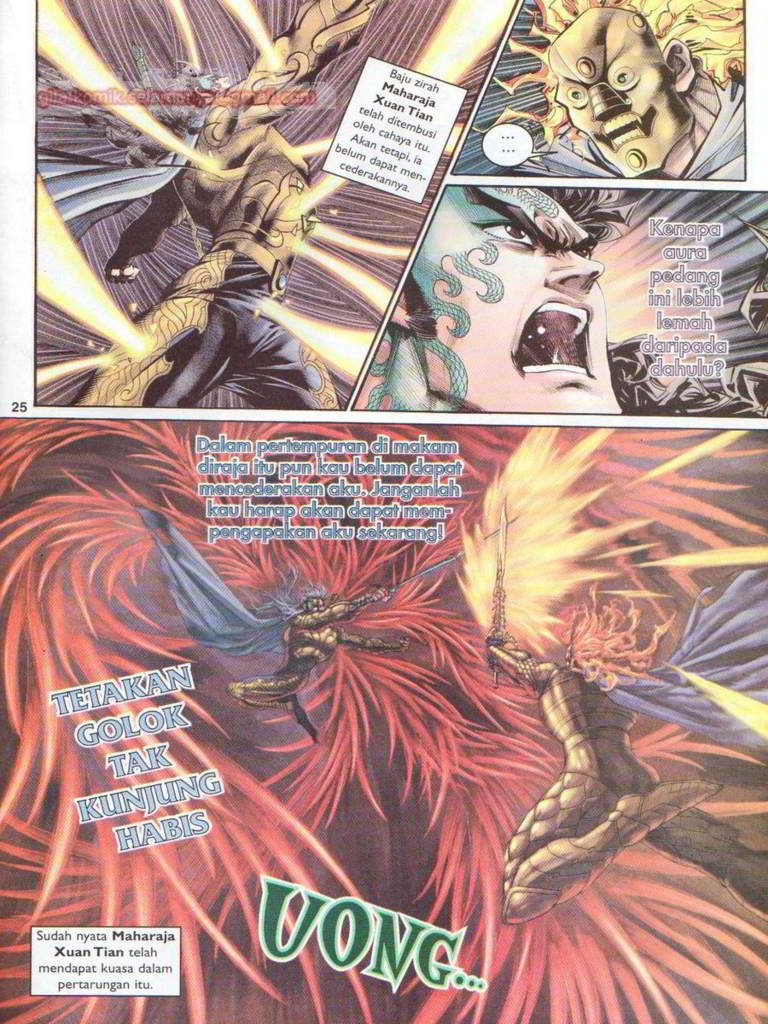 Baju zirah
Maharaja
Xuan Tian
telah ditembusi
oleh cahaya itu.
Akan tetapi, ia
belum dapat men-
cederakannya.
...
...
Kenapa
aura
pedang
ini lebih
lemah
daripada
dahulu?
25
Dalam pertempuran di makam
diraja itu pun kau belum dapat
mencederakan aku. Janganlah
kau harap akan dapat mem-
pengapakan aku sekarang!
TETAKAN
GOLOK
TAK
KUNJUNG
HABIS
UONG...
Sudah nyata Maharaja
Xuan Tian telah
mendapat kuasa dalam
pertarungan itu.